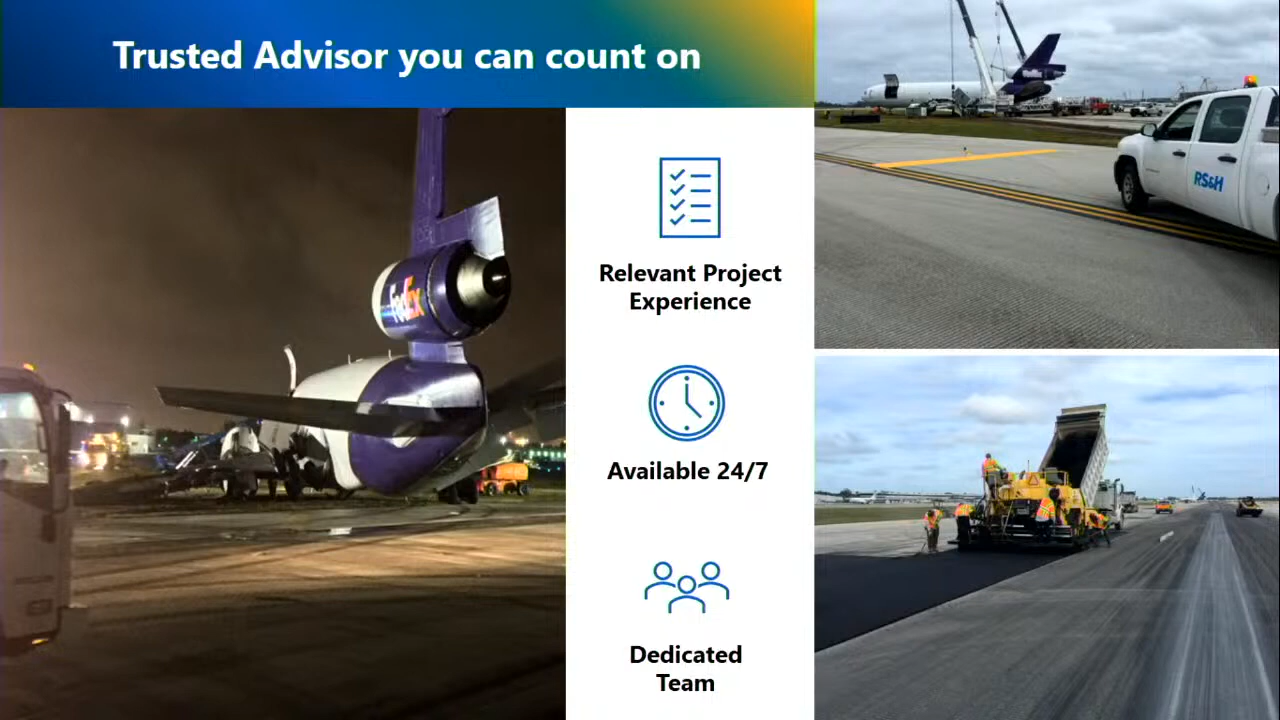 Trusted Advisor you can count on
FedEx
Relevant Project
Experience
Available 24/7
Dedicated
Team
RS&H